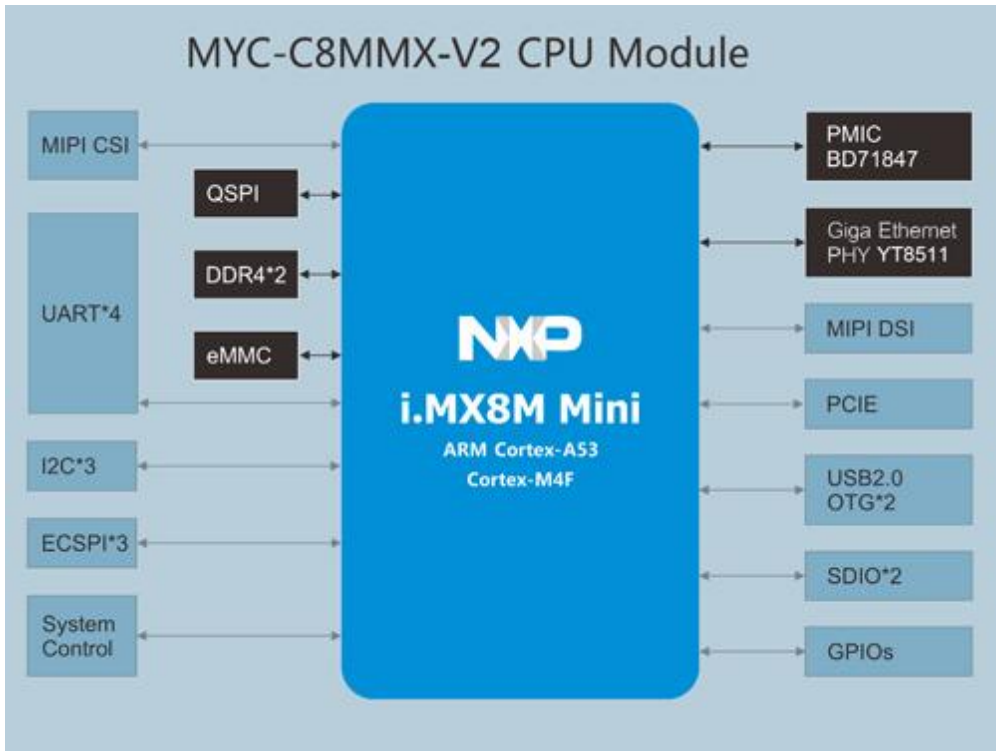 MYC-C8MMX-V2 CPU Module
MIPI CSI
QSPI
UART*4
DDR4*2
eMMC
I2C*3
ECSPI*3
System
Control
NXP
i.MX8M Mini
ARM Cortex-A53
Cortex-M4F
PMIC
BD71847
Giga Ethernet
PHY YT8511
MIPI DSI
PCIE
USB2.0
OTG*2
SDIO*2
GPIOs